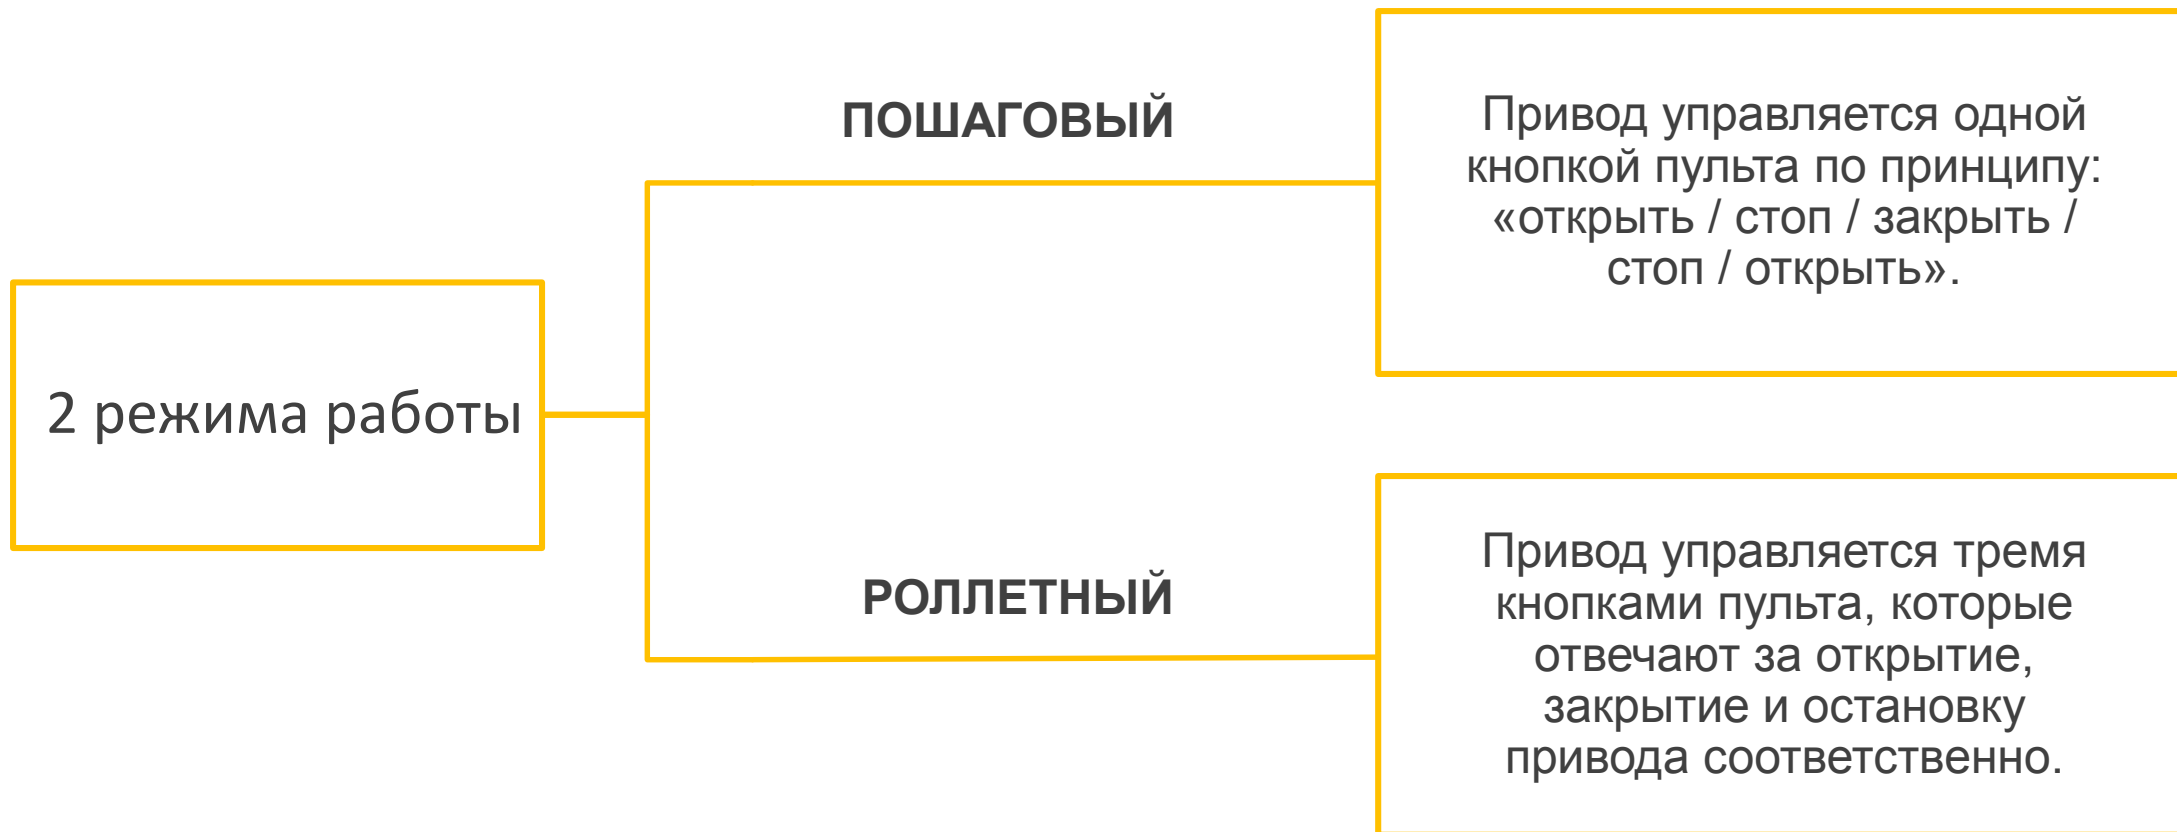 ПОШАГОВЫЙ
Привод управляется одной
кнопкой пульта по принципу:
«открыть / стоп / закрыть /
стоп / открыть».
2 режима работы
РОЛЛЕТНЫЙ
Привод управляется тремя
кнопками пульта, которые
отвечают за открытие,
закрытие и остановку
привода соответственно.